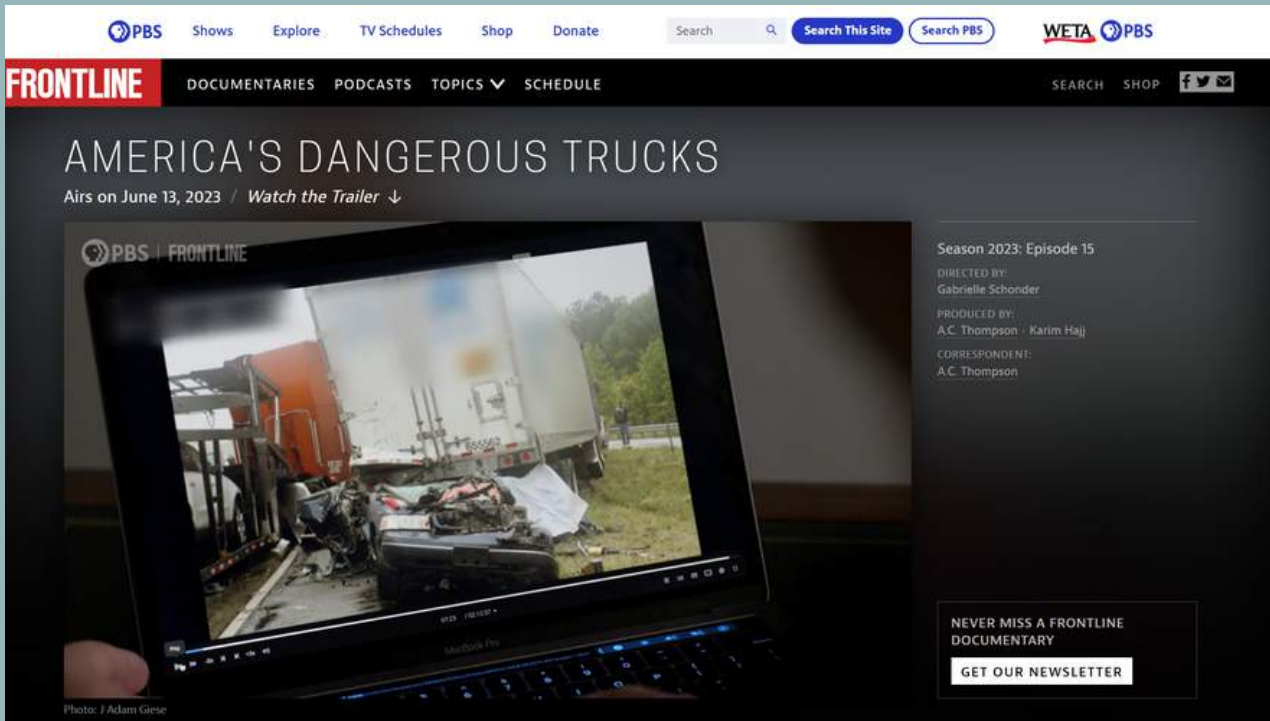 PBS
Shows
Explore
TV Schedules
Shop
Donate
Search
Search This Site
Search PBS
WETA PBS
FRONTLINE
DOCUMENTARIES
PODCASTS
TOPICS
SCHEDULE
SEARCH
SHOP
AMERICA'S DANGEROUS TRUCKS
Airs on June 13, 2023 / Watch the Trailer ↓
PBS | FRONTLINE
655562
MacBook Pro
Photo: J Adam Giese
Season 2023: Episode 15
DIRECTED BY:
Gabrielle Schonder
PRODUCED BY:
A.C. Thompson · Karim Hajj
CORRESPONDENT:
A.C. Thompson
NEVER MISS A FRONTLINE
DOCUMENTARY
GET OUR NEWSLETTER